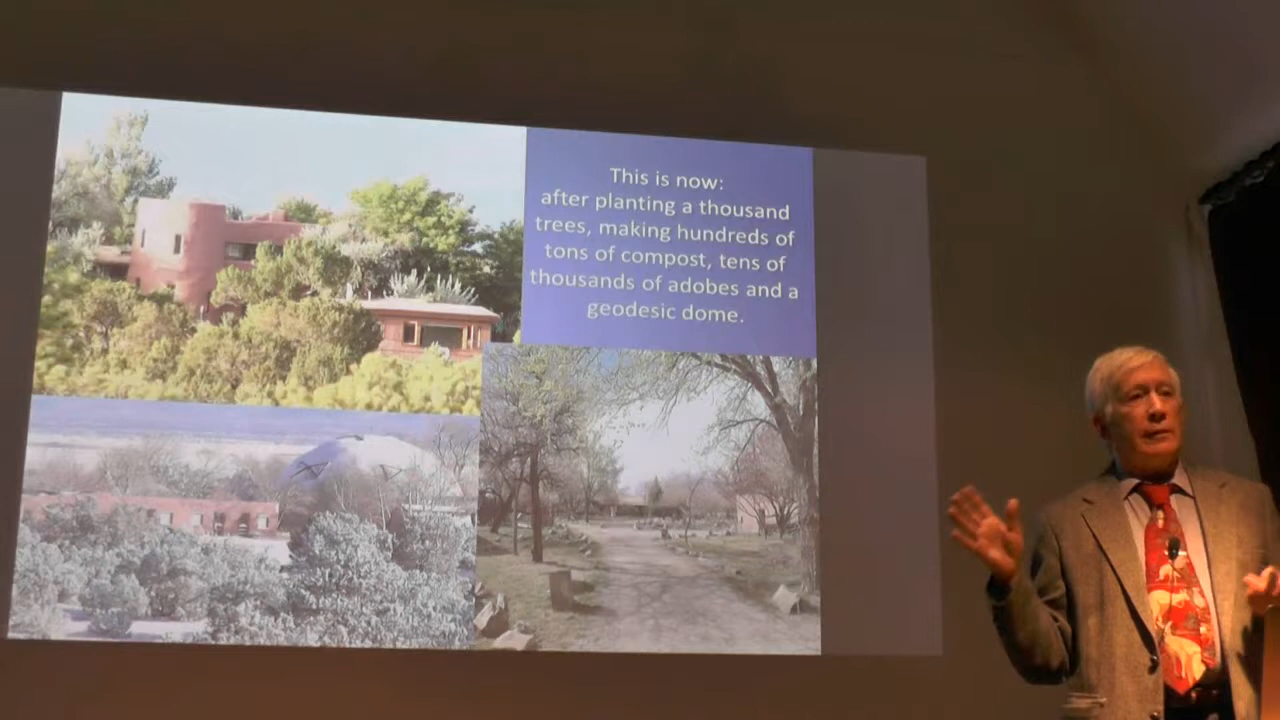 This is now:
after planting a thousand
trees, making hundreds of
tons of compost, tens of
thousands of adobes and a
geodesic dome.